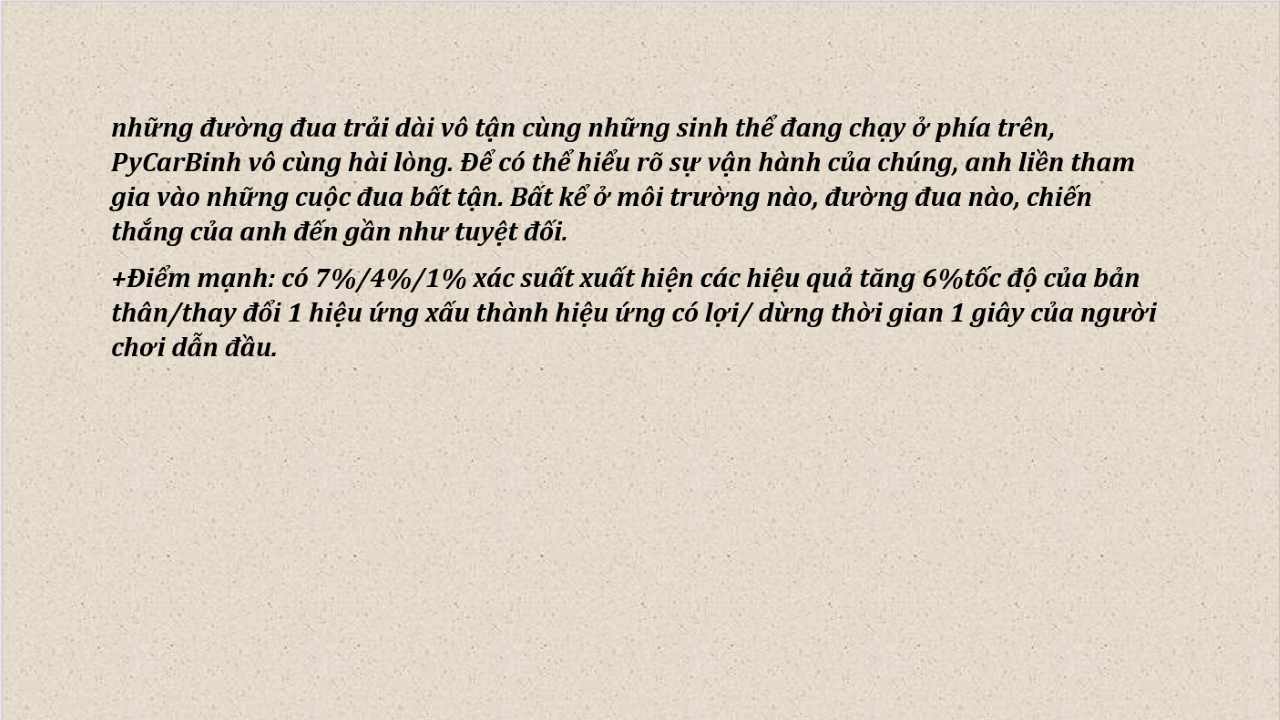 những đường đua trải dài vô tận cùng những sinh thể đang chạy ở phía trên,
PyCarBinh vô cùng hài lòng. Để có thể hiểu rõ sự vận hành của chúng, anh liền tham
gia vào những cuộc đua bất tận. Bất kể ở môi trường nào, đường đua nào, chiến
thắng của anh đến gần như tuyệt đối.
+Điểm mạnh: có 7%/4%/1% xác suất xuất hiện các hiệu quả tăng 6%tốc độ của bản
thân/thay đổi 1 hiệu ứng xấu thành hiệu ứng có lợi/ dừng thời gian 1 giây của người
chơi dẫn đầu.